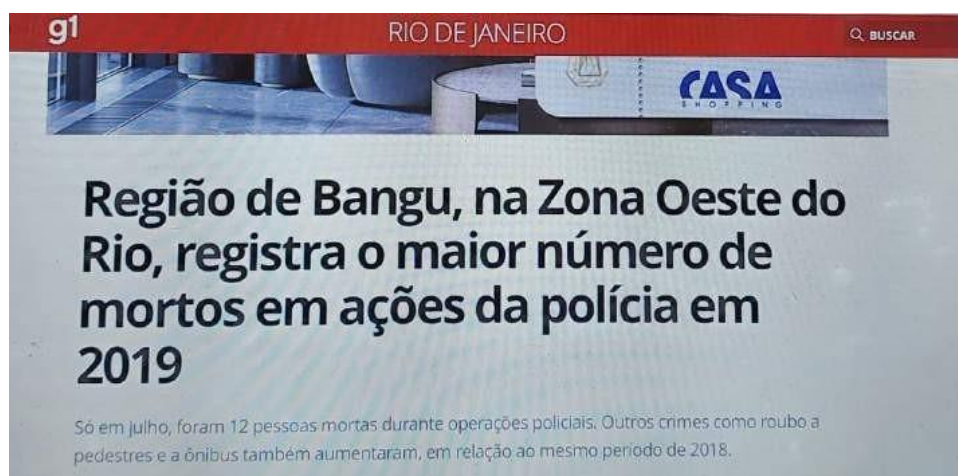 g1
RIO DE JANEIRO
BUSCAR
CASA
SHOPPING
Região de Bangu, na Zona Oeste do
Rio, registra o maior número de
mortos em ações da polícia em
2019
Só em julho, foram 12 pessoas mortas durante operações policiais. Outros crimes como roubo a
pedestres e a ônibus também aumentaram, em relação ao mesmo período de 2018.